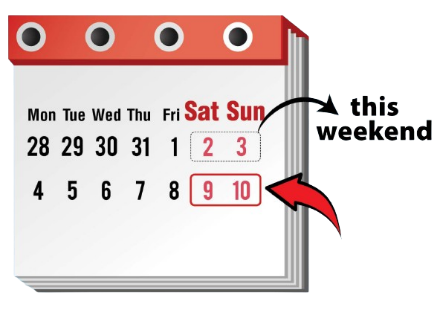 Mon Tue Wed Thu Fri Sat Sun
this
weekend
28 29 30 31 1 2 3
4 5 6 7 8 9 10